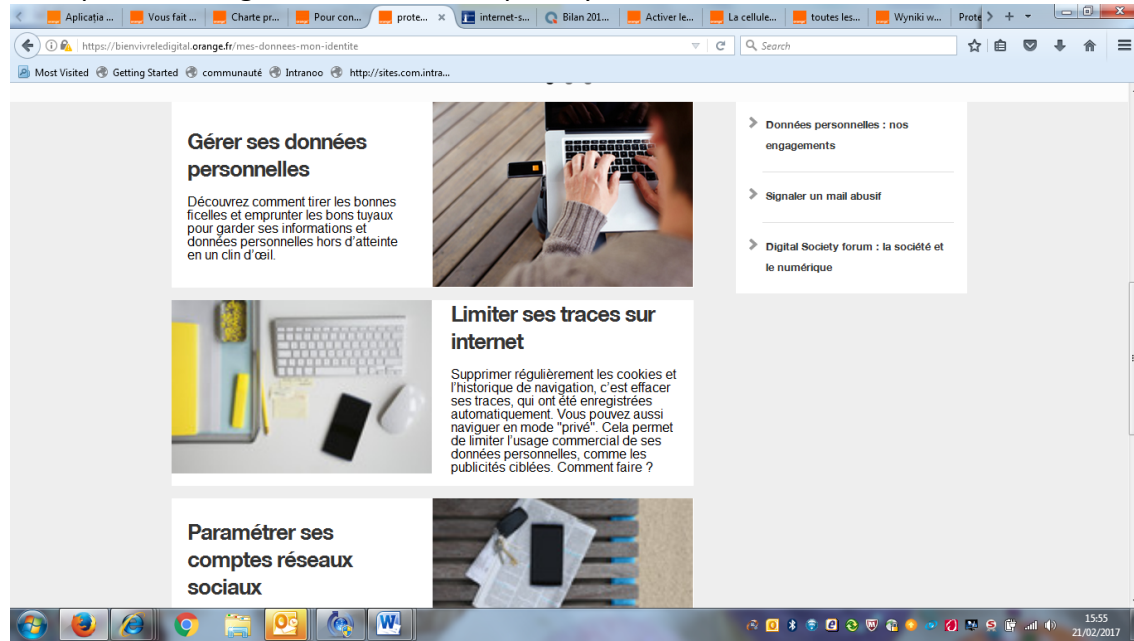 Aplicația ...
Vous fait ...
Charte pr...
Pour con...
prote...
internet-s...
Bilan 201...
Activer le...
La cellule...
toutes les...
Wyniki w...
Proté
https://bienvivreledigital.orange.fr/mes-donnees-mon-identite
Search
Most Visited
Getting Started
communauté
Intranoo
http://sites.com.intra...
Gérer ses données
personnelles
Découvrez comment tirer les bonnes
ficelles et emprunter les bons tuyaux
pour garder ses informations et
données personnelles hors d'atteinte
en un clin d'œil.
Données personnelles : nos
engagements
Signaler un mail abusif
Digital Society forum : la société et
le numérique
Limiter ses traces sur
internet
Supprimer régulièrement les cookies et
l'historique de navigation, c'est effacer
ses traces, qui ont été enregistrées
automatiquement. Vous pouvez aussi
naviguer en mode "privé". Cela permet
de limiter l'usage commercial de ses
données personnelles, comme les
publicités ciblées. Comment faire ?
Paramétrer ses
comptes réseaux
sociaux
15:55
21/02/2017